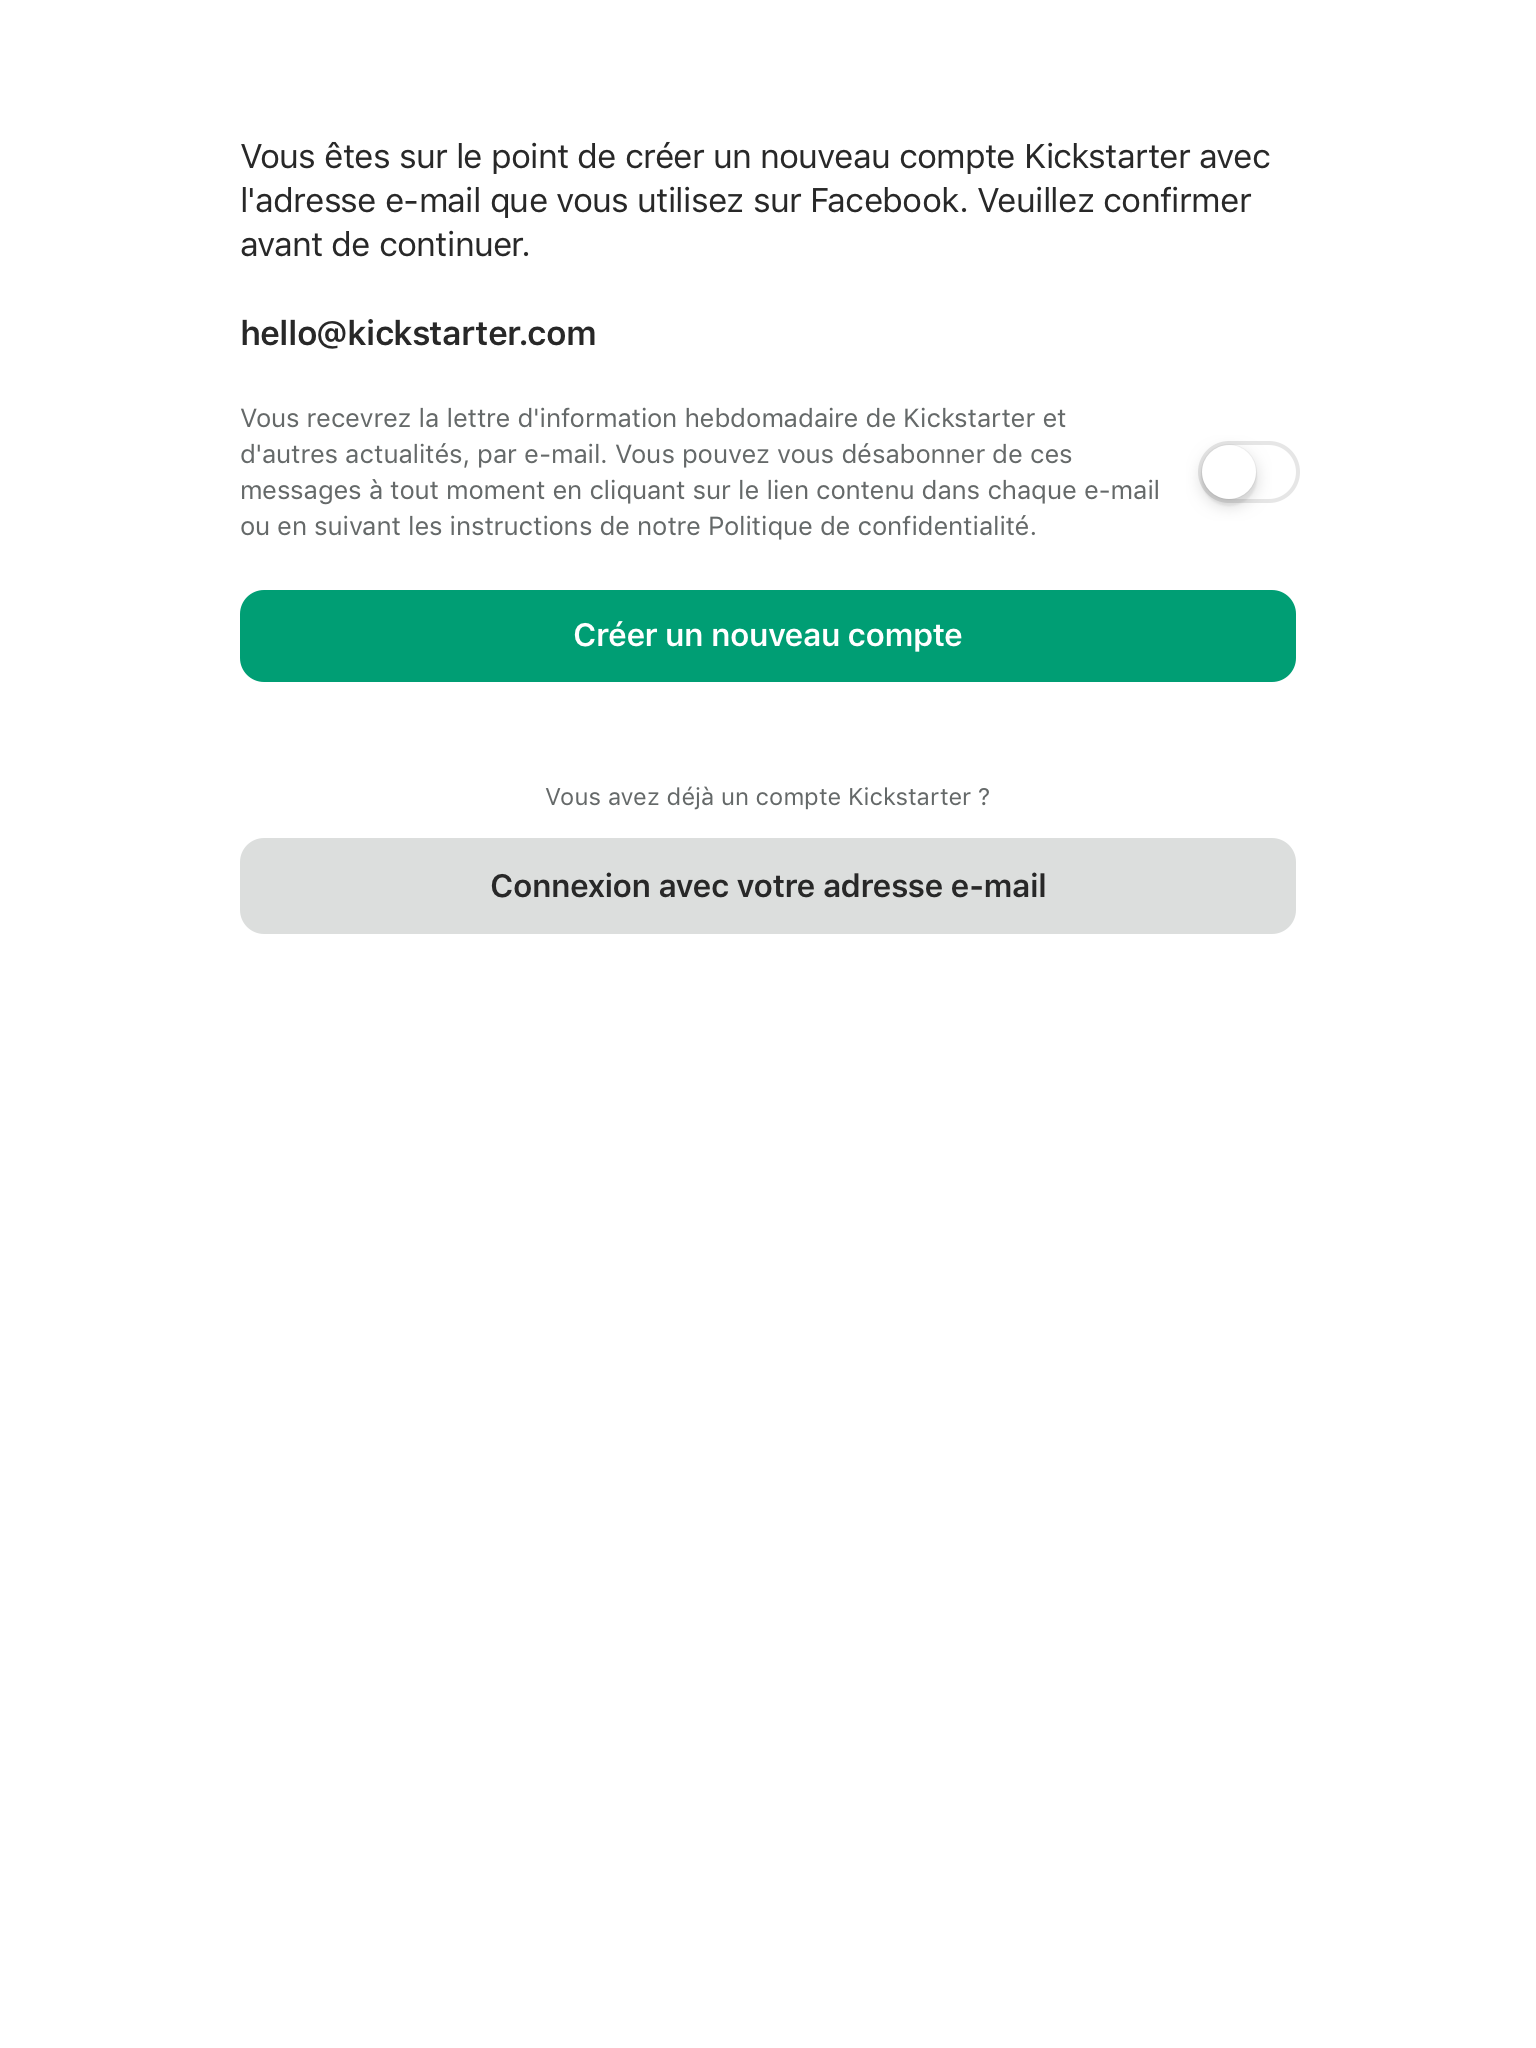 Vous êtes sur le point de créer un nouveau compte Kickstarter avec
l'adresse e-mail que vous utilisez sur Facebook. Veuillez confirmer
avant de continuer.
hello@kickstarter.com
Vous recevrez la lettre d'information hebdomadaire de Kickstarter et
d'autres actualités, par e-mail. Vous pouvez vous désabonner de ces
messages à tout moment en cliquant sur le lien contenu dans chaque e-mail
ou en suivant les instructions de notre Politique de confidentialité.
Créer un nouveau compte
Vous avez déjà un compte Kickstarter ?
Connexion avec votre adresse e-mail